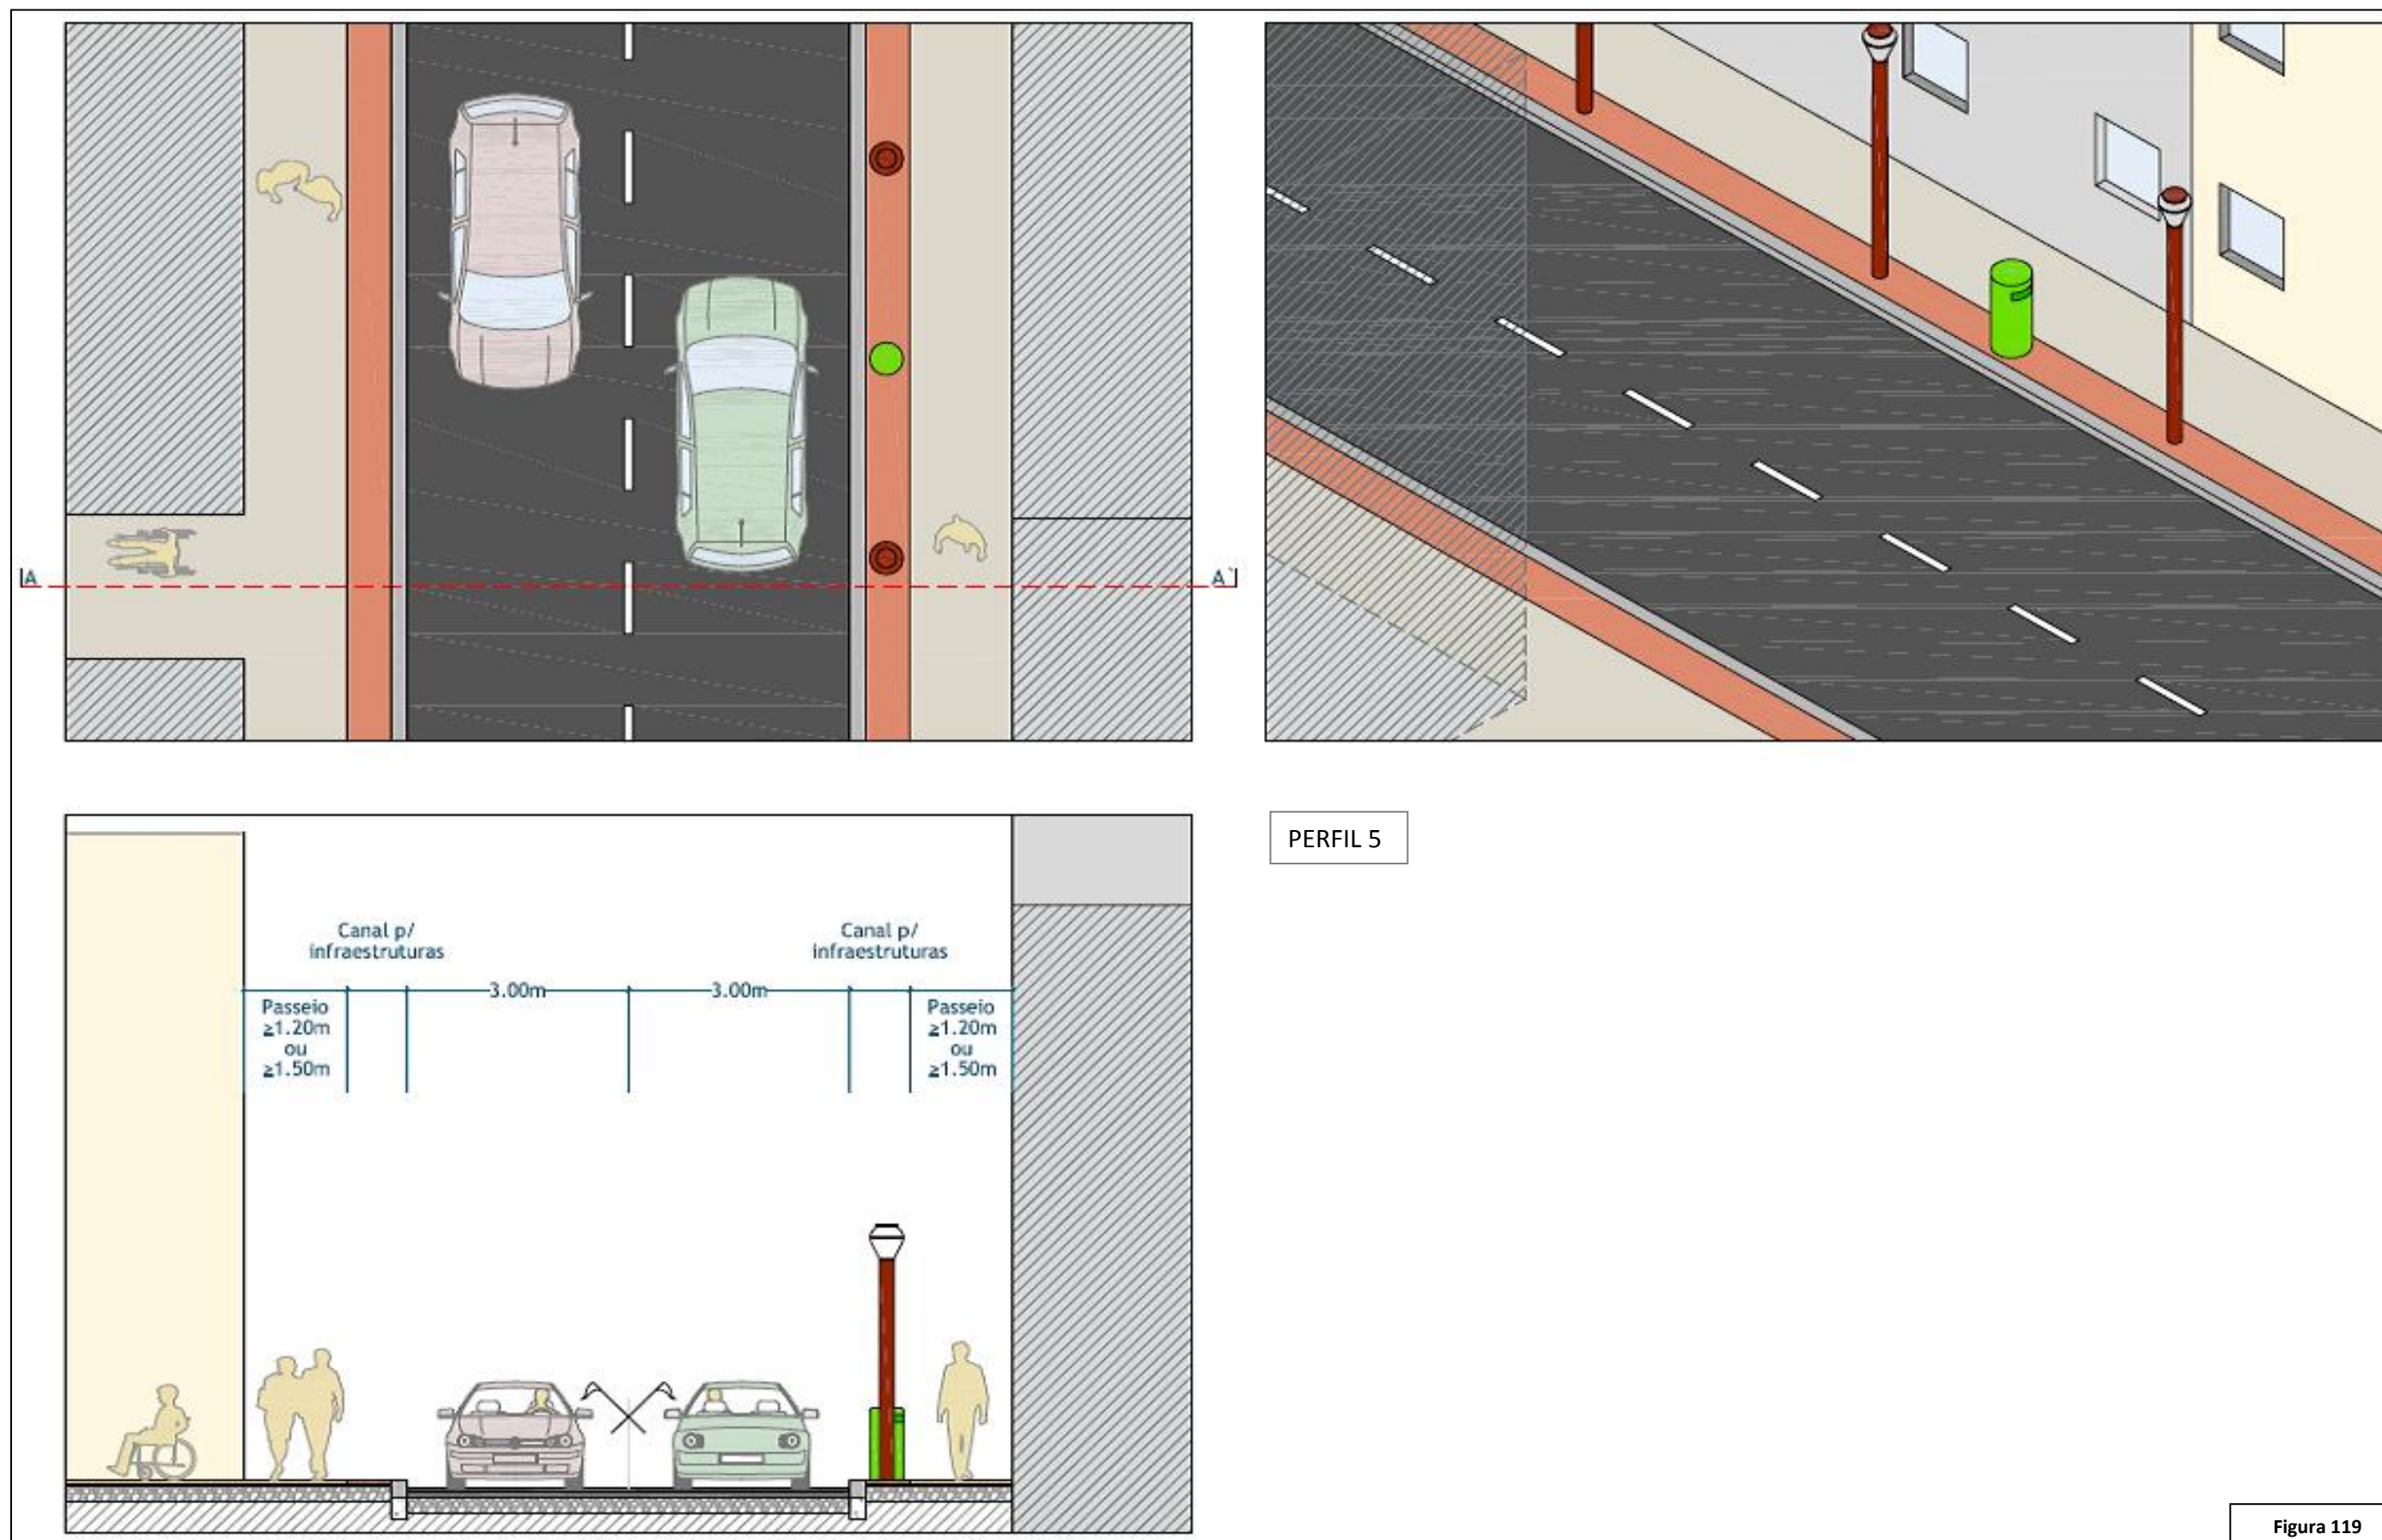 A
A`
PERFIL 5
Canal p/
infraestruturas
Canal p/
infraestruturas
3.00m
3.00m
Passeio
≥1.20m
ou
≥1.50m
Passeio
≥1.20m
ou
≥1.50m
Figura 119